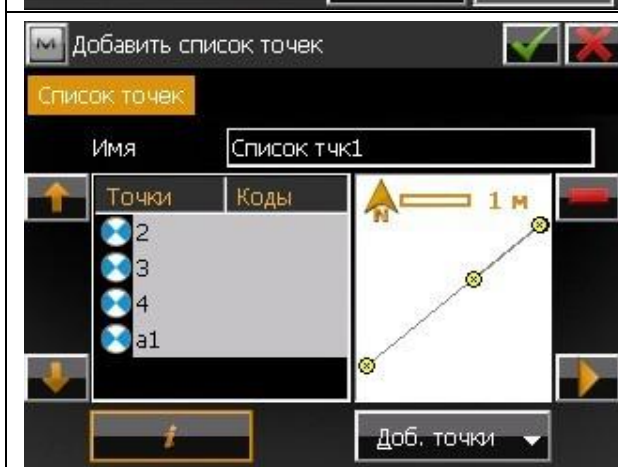 Добавить список точек
Список точек
Имя Список тчк1
Точки Коды
2
3
4
a1
N 1 м
i
Доб. точки